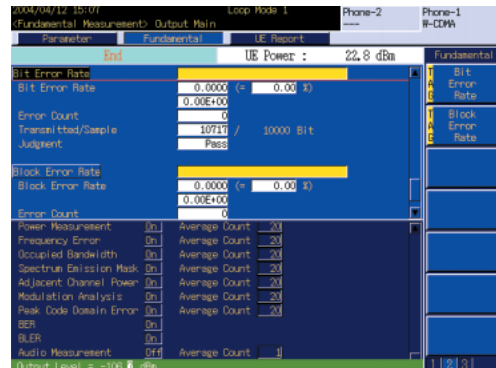 2004/04/12 15:07 Loop Mode 1 Phone-2 Phone-1
<Fundamental Measurement> Output Main ---- W-CDMA
Parameter Fundamental UE Report
End UE Power : 22.8 dBm Fundamental
Bit Error Rate
Bit Error Rate 0.0000 (= 0.00 %)
0.00E+00
Error Count 0
Transmitted/Sample 10717 / 10000 Bit
Judgment Pass
Block Error Rate
Block Error Rate 0.0000 (= 0.00 %)
0.00E+00
Error Count 0
Power Measurement On Average Count 20
Frequency Error On Average Count 20
Occupied Bandwidth On Average Count 20
Spectrum Emission Mask On Average Count 20
Adjacent Channel Power On Average Count 20
Modulation Analysis On Average Count 20
Peak Code Domain Error On Average Count 20
BER On
BLER On
Audio Measurement Off Average Count 1
Output Level = -106. dBm
TAG Bit Error Rate
TAG Block Error Rate
1 2 3